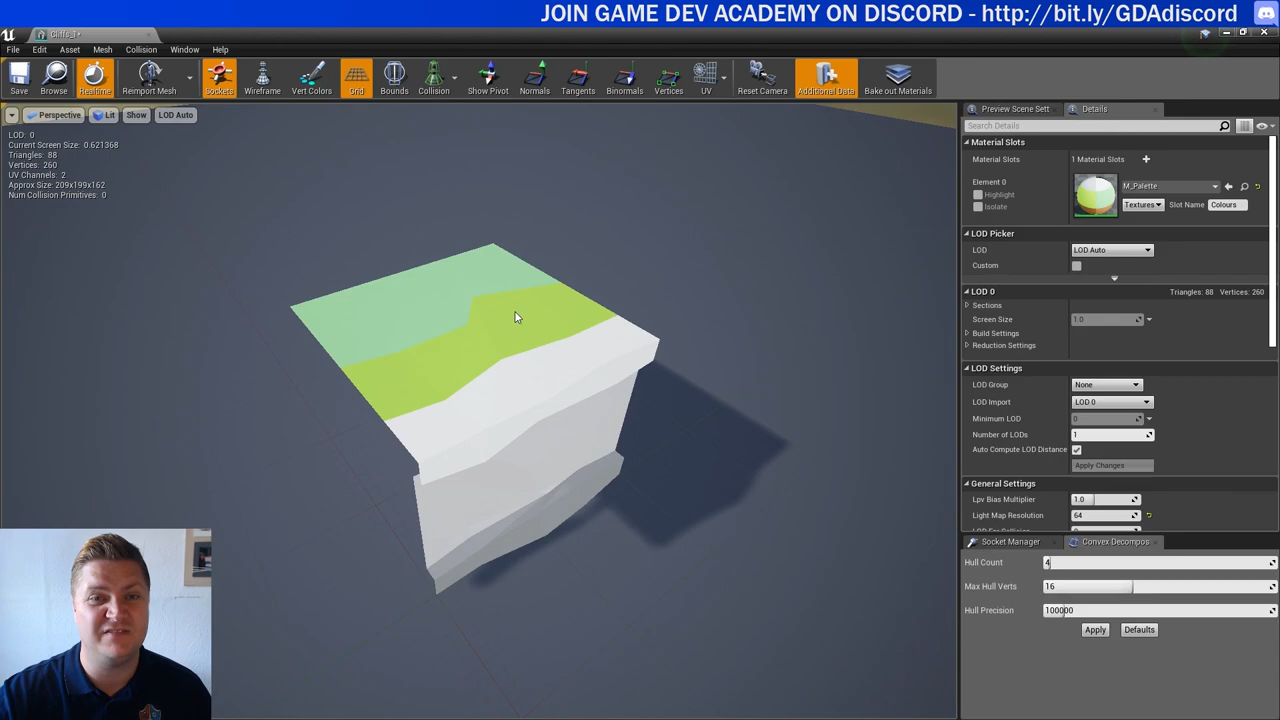 JOIN GAME DEV ACADEMY ON DISCORD - http://bit.ly/GDAdiscord
Cliffs_1*
File Edit Asset Mesh Collision Window Help
Save Browse Realtime Reimport Mesh Sockets Wireframe Vert Colors Grid Bounds Collision Show Pivot Normals Tangents Binormals Vertices UV Reset Camera Additional Data Bake out Materials
Perspective Lit Show LOD Auto
LOD: 0
Current Screen Size: 0.621368
Triangles: 88
Vertices: 260
UV Channels: 2
Approx Size: 209x199x162
Num Collision Primitives: 0
Preview Scene Sett Details
Search Details
Material Slots
Material Slots 1 Material Slots
Element 0
Highlight
Isolate
M_Palette
Textures Slot Name Colours
LOD Picker
LOD LOD Auto
Custom
LOD 0 Triangles: 88 Vertices: 260
Sections
Screen Size 1.0
Build Settings
Reduction Settings
LOD Settings
LOD Group None
LOD Import LOD 0
Minimum LOD 0
Number of LODs 1
Auto Compute LOD Distance
Apply Changes
General Settings
Lpv Bias Multiplier 1.0
Light Map Resolution 64
Socket Manager Convex Decompos
Hull Count 4
Max Hull Verts 16
Hull Precision 100000
Apply Defaults